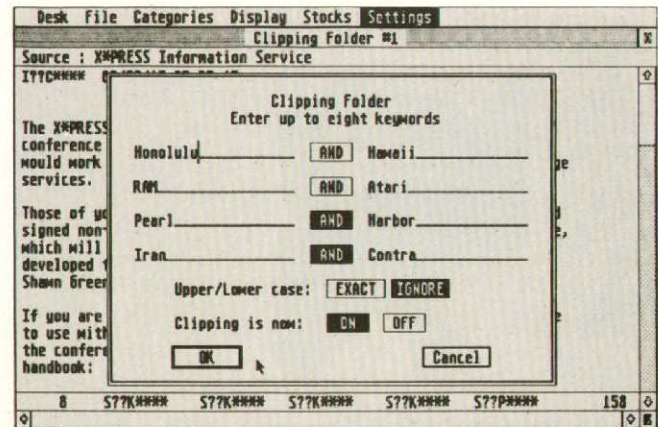 Desk File Categories Display Stocks Settings
Clipping Folder #1
Source : X*PRESS Information Service
I??C****
Clipping Folder
Enter up to eight keywords
The X*PRESS
conference
would work
services.
Honolulu AND Hawaii
RAM AND Atari
Pearl AND Harbor
Iran AND Contra
Those of yo
signed non-
which will
developed t
Shawn Green
Upper/Lower case: EXACT IGNORE
Clipping is now: ON OFF
OK Cancel
If you are
to use with
the confere
handbook:
8 S??K**** S??K**** S??K**** S??K**** S??P**** 158